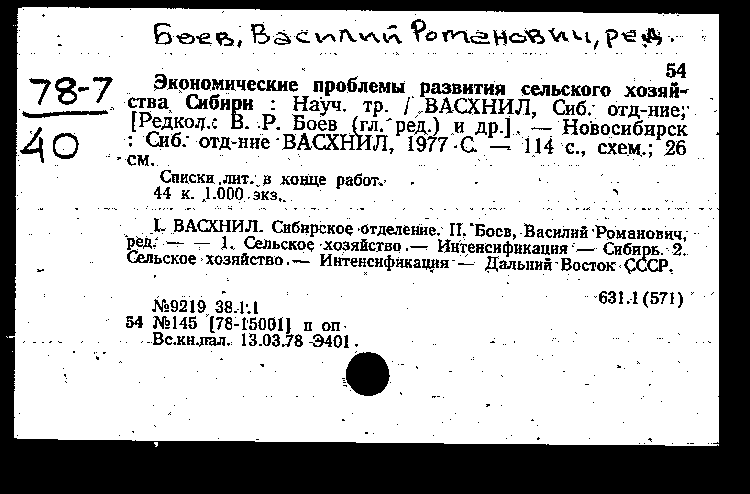 Боев, Василий Романович, ред.
54
78-7
40
Экономические проблемы развития сельского хозяй-
ства Сибири : Науч. тр. / ВАСХНИЛ, Сиб. отд-ние;
[Редкол.: В. Р. Боев (гл. ред.) и др.]. — Новосибирск
: Сиб. отд-ние ВАСХНИЛ, 1977 С. — 114 с., схем.; 26
см.
Списки лит. в конце работ.
44 к. 1.000 экз.
I. ВАСХНИЛ. Сибирское отделение. II. Боев, Василий Романович,
ред. — — 1. Сельское хозяйство — Интенсификация — Сибирь. 2.
Сельское хозяйство. — Интенсификация — Дальний Восток СССР.
631.1(571)
№9219 38.1.1
54 №145 [78-15001] п оп
Вс.кн.пал. 13.03.78 Э401.